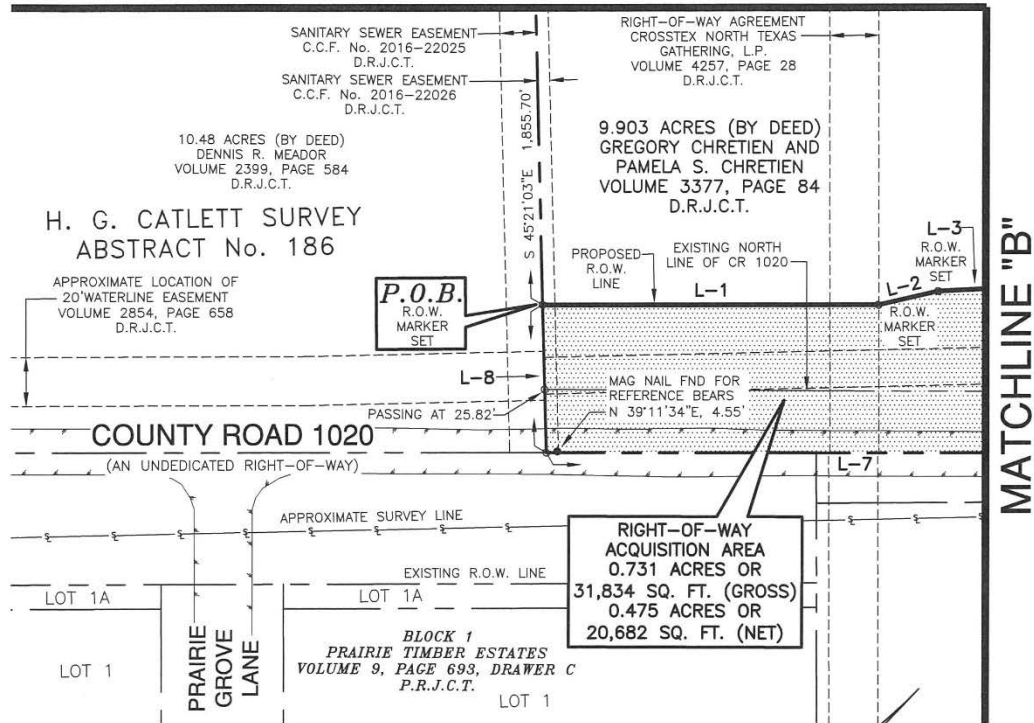 SANITARY SEWER EASEMENT
C.C.F. No. 2016-22025
D.R.J.C.T.
SANITARY SEWER EASEMENT
C.C.F. No. 2016-22026
D.R.J.C.T.
RIGHT-OF-WAY AGREEMENT
CROSSTEX NORTH TEXAS
GATHERING, L.P.
VOLUME 4257, PAGE 28
D.R.J.C.T.
10.48 ACRES (BY DEED)
DENNIS R. MEADOR
VOLUME 2399, PAGE 584
D.R.J.C.T.
S 45°21'03"E 1,855.70'
9.903 ACRES (BY DEED)
GREGORY CHRETIEN AND
PAMELA S. CHRETIEN
VOLUME 3377, PAGE 84
D.R.J.C.T.
H. G. CATLETT SURVEY
ABSTRACT No. 186
APPROXIMATE LOCATION OF
20'WATERLINE EASEMENT
VOLUME 2854, PAGE 658
D.R.J.C.T.
P.O.B.
R.O.W.
MARKER
SET
PROPOSED
R.O.W.
LINE
EXISTING NORTH
LINE OF CR 1020
L-1
L-2
L-3
R.O.W.
MARKER
SET
R.O.W.
MARKER
SET
MATCHLINE "B"
L-8
MAG NAIL FND FOR
REFERENCE BEARS
N 39°11'34"E, 4.55'
PASSING AT 25.82'
COUNTY ROAD 1020
(AN UNDEDICATED RIGHT-OF-WAY)
L-7
APPROXIMATE SURVEY LINE
RIGHT-OF-WAY
ACQUISITION AREA
0.731 ACRES OR
31,834 SQ. FT. (GROSS)
0.475 ACRES OR
20,682 SQ. FT. (NET)
EXISTING R.O.W. LINE
LOT 1A
LOT 1A
PRAIRIE
GROVE
LANE
LOT 1
BLOCK 1
PRAIRIE TIMBER ESTATES
VOLUME 9, PAGE 693, DRAWER C
P.R.J.C.T.
LOT 1